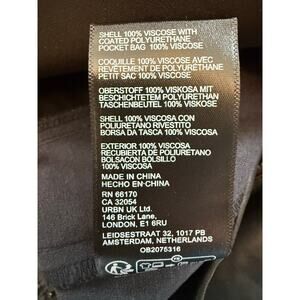 SHELL 100% VISCOSE WITH
COATED POLYURETHANE
POCKET BAG 100% VISCOSE
COQUILLE 100% VISCOSE AVEC
REVÊTEMENT DE POLYURETHANE
PETIT SAC 100% VISCOSE
OBERSTOFF 100% VISKOSA MIT
BESCHICHTETEM POLYURETHAN
TASCHENBEUTEL 100% VISKOSE
SHELL 100% VISCOSA CON
POLIURETANO RIVESTITO
BORSA DA TASCA 100% VISCOSA
EXTERIOR 100% VISCOSA
RECUBIERTA DE POLIURETANO
BOLSACON BOLSILLO
100% VISCOSA
MADE IN CHINA
HECHO EN-CHINA
RN 66170
CA 32054
URBN UK Ltd.
146 Brick Lane,
LONDON, E1 6RU
LEIDSESTRAAT 32, 1017 PB
AMSTERDAM, NETHERLANDS
OB2075316
FR